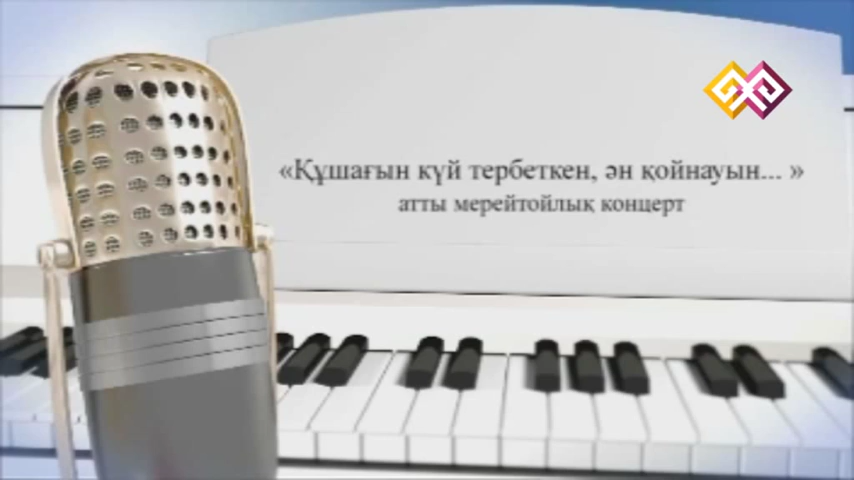 «Құшағын күй тербеткен, ән қойнауын... »
атты мерейтойлық концерт